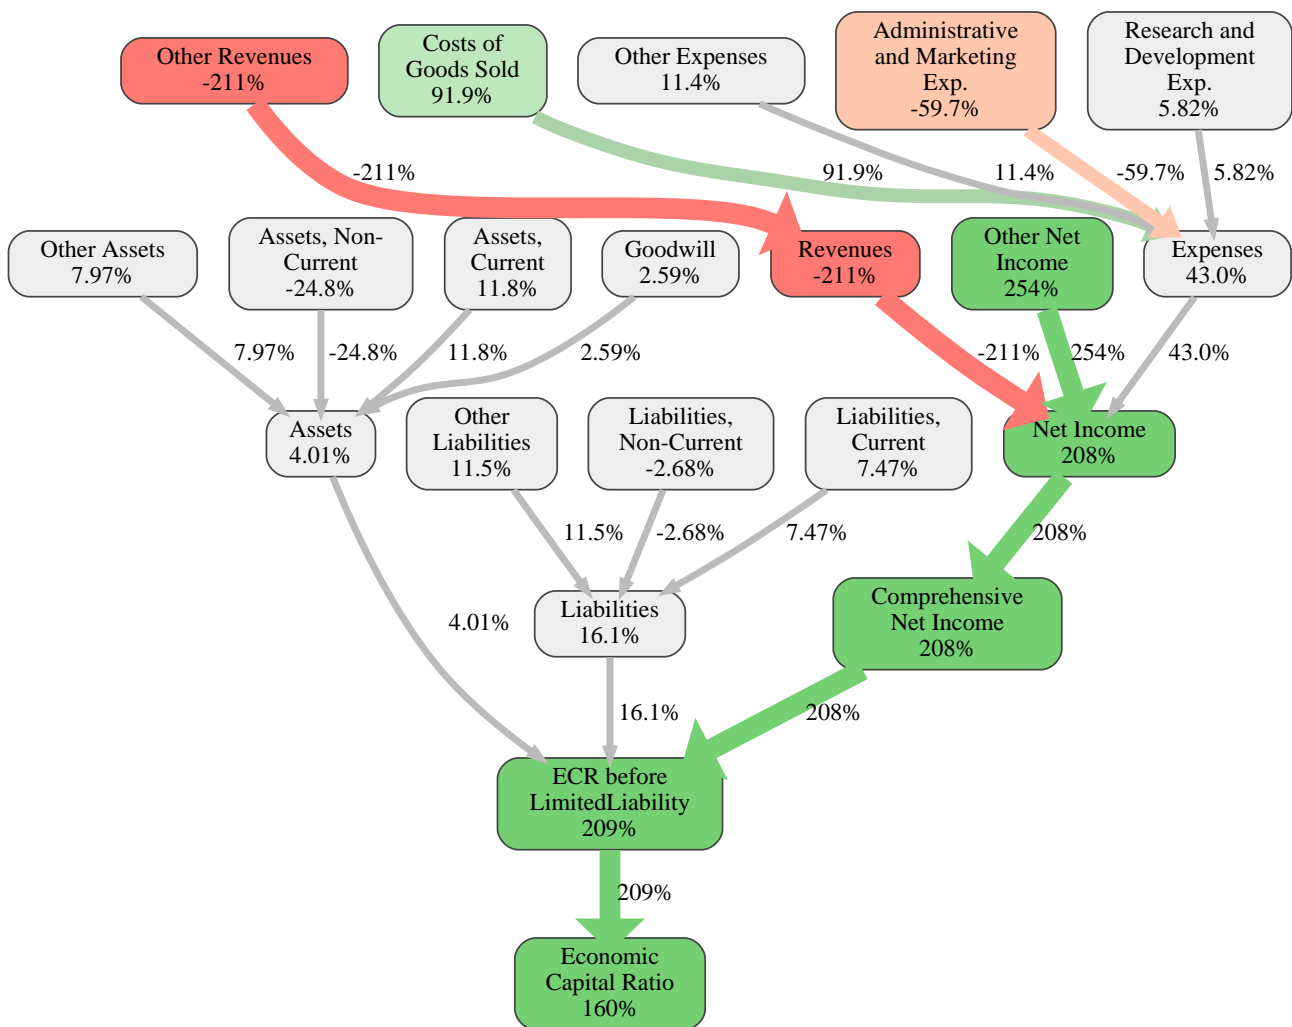 Other Revenues
-211%
Costs of
Goods Sold
91.9%
Other Expenses
11.4%
Administrative
and Marketing
Exp.
-59.7%
Research and
Development
Exp.
5.82%
-211%
91.9%
11.4%
-59.7%
5.82%
Other Assets
7.97%
Assets, Non-
Current
-24.8%
Assets,
Current
11.8%
Goodwill
2.59%
Revenues
-211%
Other Net
Income
254%
Expenses
43.0%
7.97%
-24.8%
11.8%
2.59%
-211%
254%
43.0%
Assets
4.01%
Other
Liabilities
11.5%
Liabilities,
Non-Current
-2.68%
Liabilities,
Current
7.47%
Net Income
208%
11.5%
-2.68%
7.47%
208%
4.01%
Liabilities
16.1%
Comprehensive
Net Income
208%
16.1%
208%
ECR before
LimitedLiability
209%
209%
Economic
Capital Ratio
160%